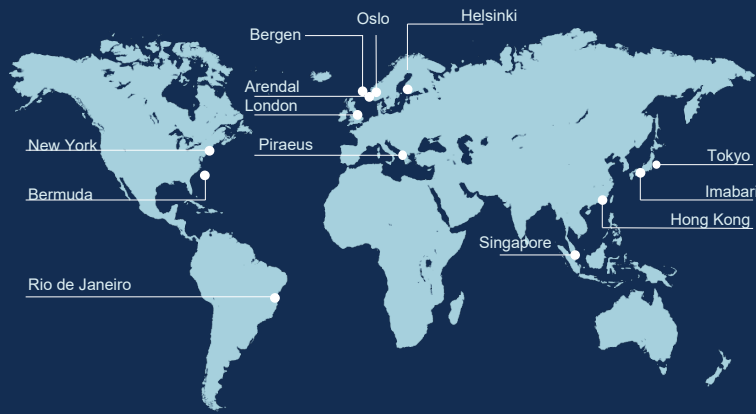 Oslo
Helsinki
Bergen
Arendal
London
New York
Piraeus
Tokyo
Bermuda
Imabari
Hong Kong
Singapore
Rio de Janeiro